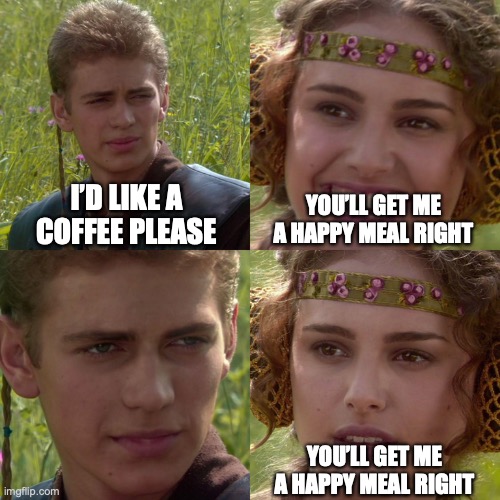 I'D LIKE A
COFFEE PLEASE
YOU'LL GET ME
A HAPPY MEAL RIGHT
YOU'LL GET ME
A HAPPY MEAL RIGHT
imgflip.com